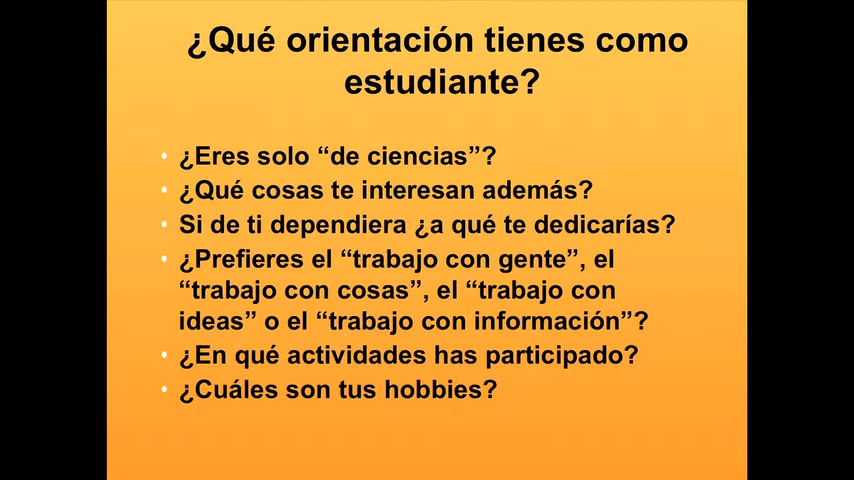 ¿Qué orientación tienes como
estudiante?
• ¿Eres solo “de ciencias”?
• ¿Qué cosas te interesan además?
• Si de ti dependiera ¿a qué te dedicarías?
• ¿Prefieres el “trabajo con gente”, el
“trabajo con cosas”, el “trabajo con
ideas” o el “trabajo con información”?
• ¿En qué actividades has participado?
• ¿Cuáles son tus hobbies?